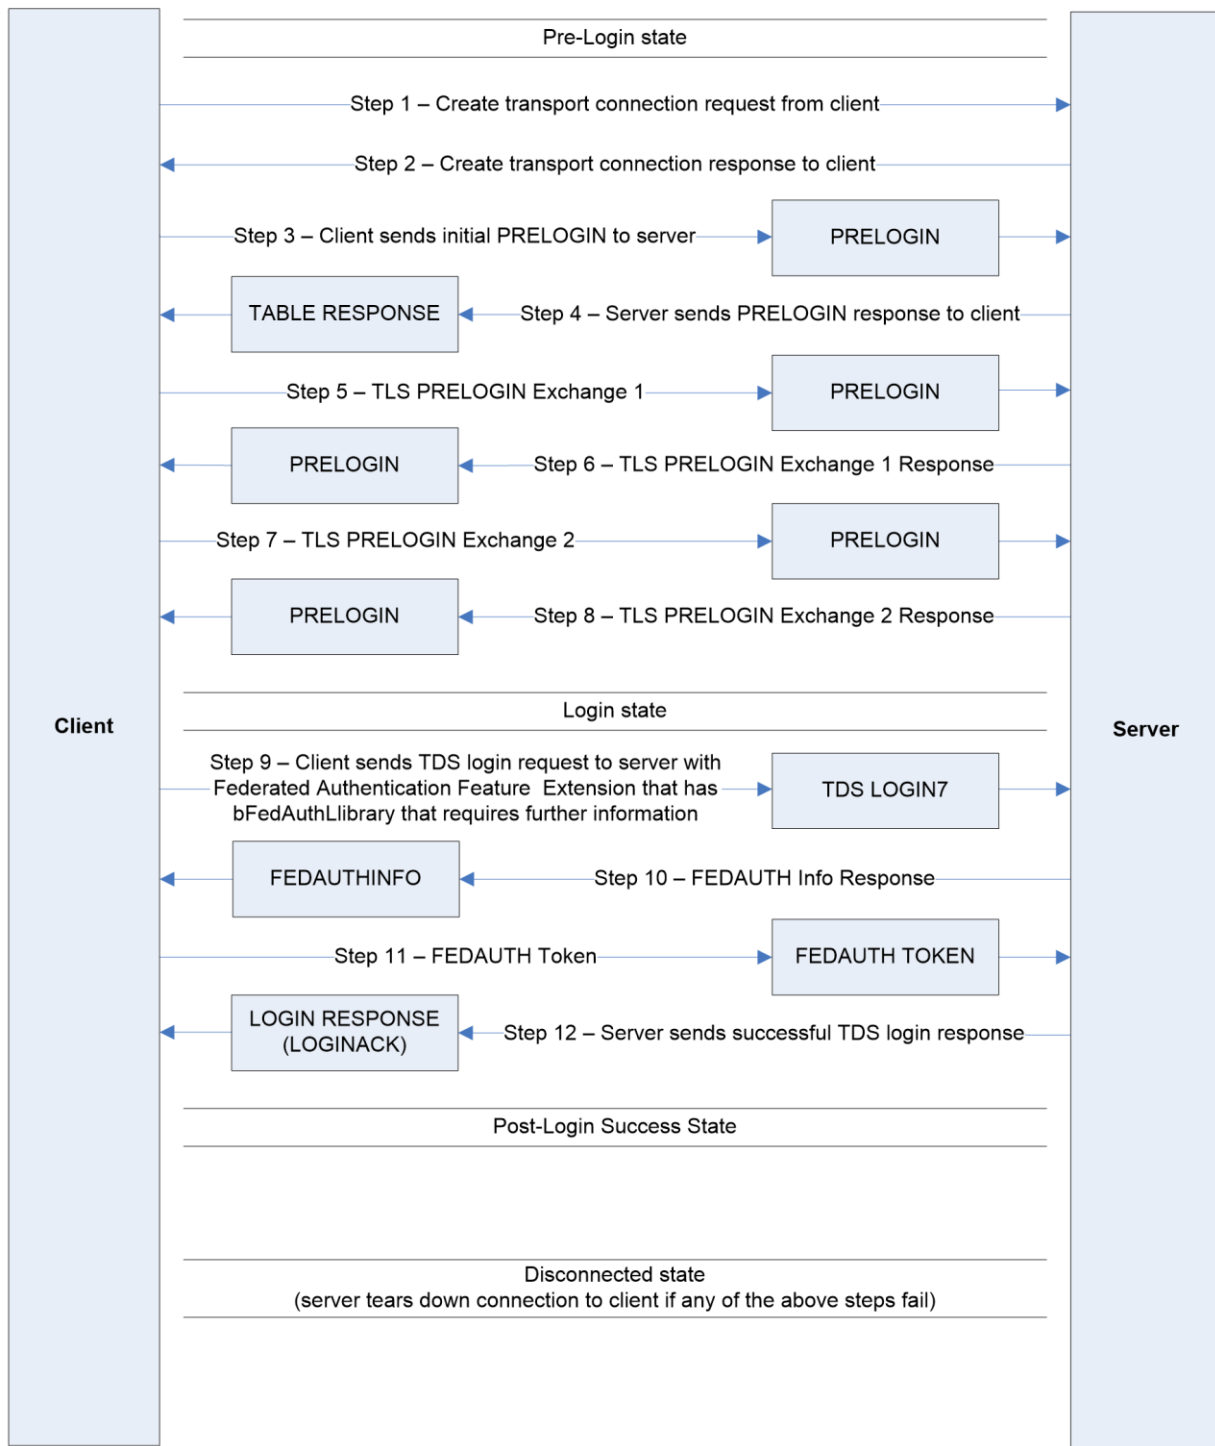 Pre-Login state
Step 1 – Create transport connection request from client
Step 2 – Create transport connection response to client
Step 3 – Client sends initial PRELOGIN to server
PRELOGIN
TABLE RESPONSE
Step 4 – Server sends PRELOGIN response to client
Step 5 – TLS PRELOGIN Exchange 1
PRELOGIN
PRELOGIN
Step 6 – TLS PRELOGIN Exchange 1 Response
Step 7 – TLS PRELOGIN Exchange 2
PRELOGIN
PRELOGIN
Step 8 – TLS PRELOGIN Exchange 2 Response
Login state
Client
Server
Step 9 – Client sends TDS login request to server with
Federated Authentication Feature  Extension that has
bFedAuthLlibrary that requires further information
TDS LOGIN7
FEDAUTHINFO
Step 10 – FEDAUTH Info Response
Step 11 – FEDAUTH Token
FEDAUTH TOKEN
LOGIN RESPONSE
(LOGINACK)
Step 12 – Server sends successful TDS login response
Post-Login Success State
Disconnected state
(server tears down connection to client if any of the above steps fail)